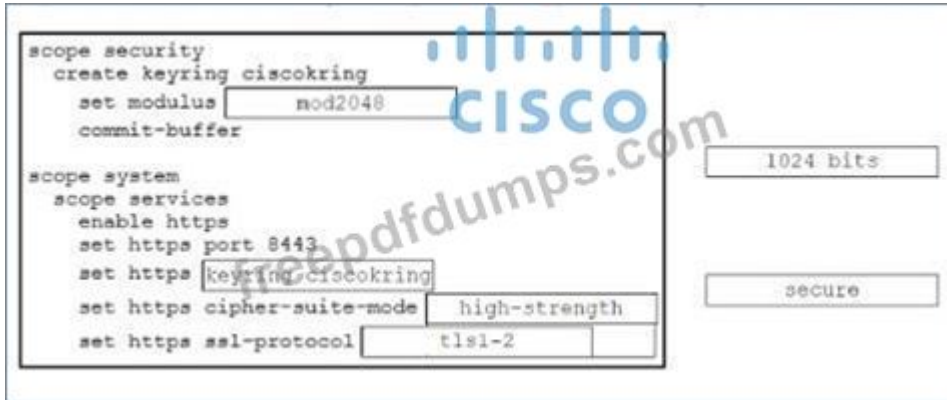 scope security
create keyring ciscokring
set modulus mod2048
commit-buffer
CISCO
1024 bits
scope system
scope services
enable https
set https port 8443
set https keyring ciscokring
secure
set https cipher-suite-mode high-strength
set https ssl-protocol tls1-2
freepdfdumps.com